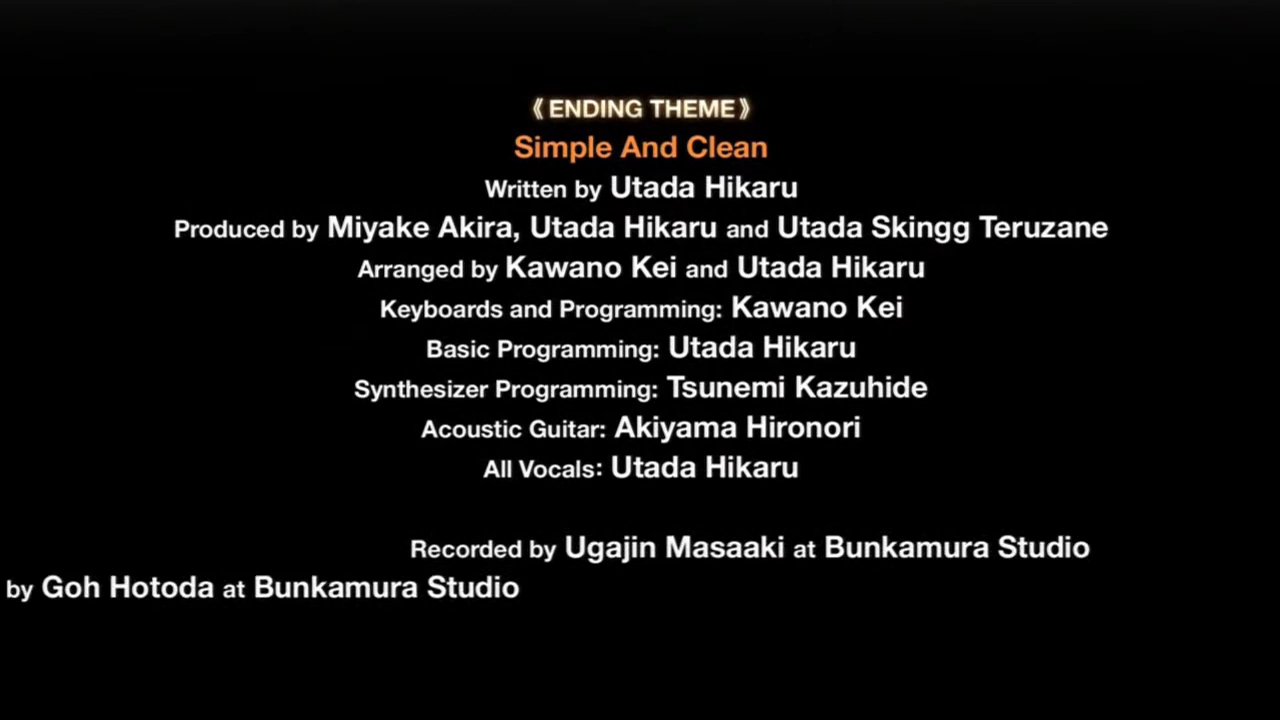 《ENDING THEME》
Simple And Clean
Written by Utada Hikaru
Produced by Miyake Akira, Utada Hikaru and Utada Skingg Teruzane
Arranged by Kawano Kei and Utada Hikaru
Keyboards and Programming: Kawano Kei
Basic Programming: Utada Hikaru
Synthesizer Programming: Tsunemi Kazuhide
Acoustic Guitar: Akiyama Hironori
All Vocals: Utada Hikaru
Recorded by Ugajin Masaaki at Bunkamura Studio
by Goh Hotoda at Bunkamura Studio